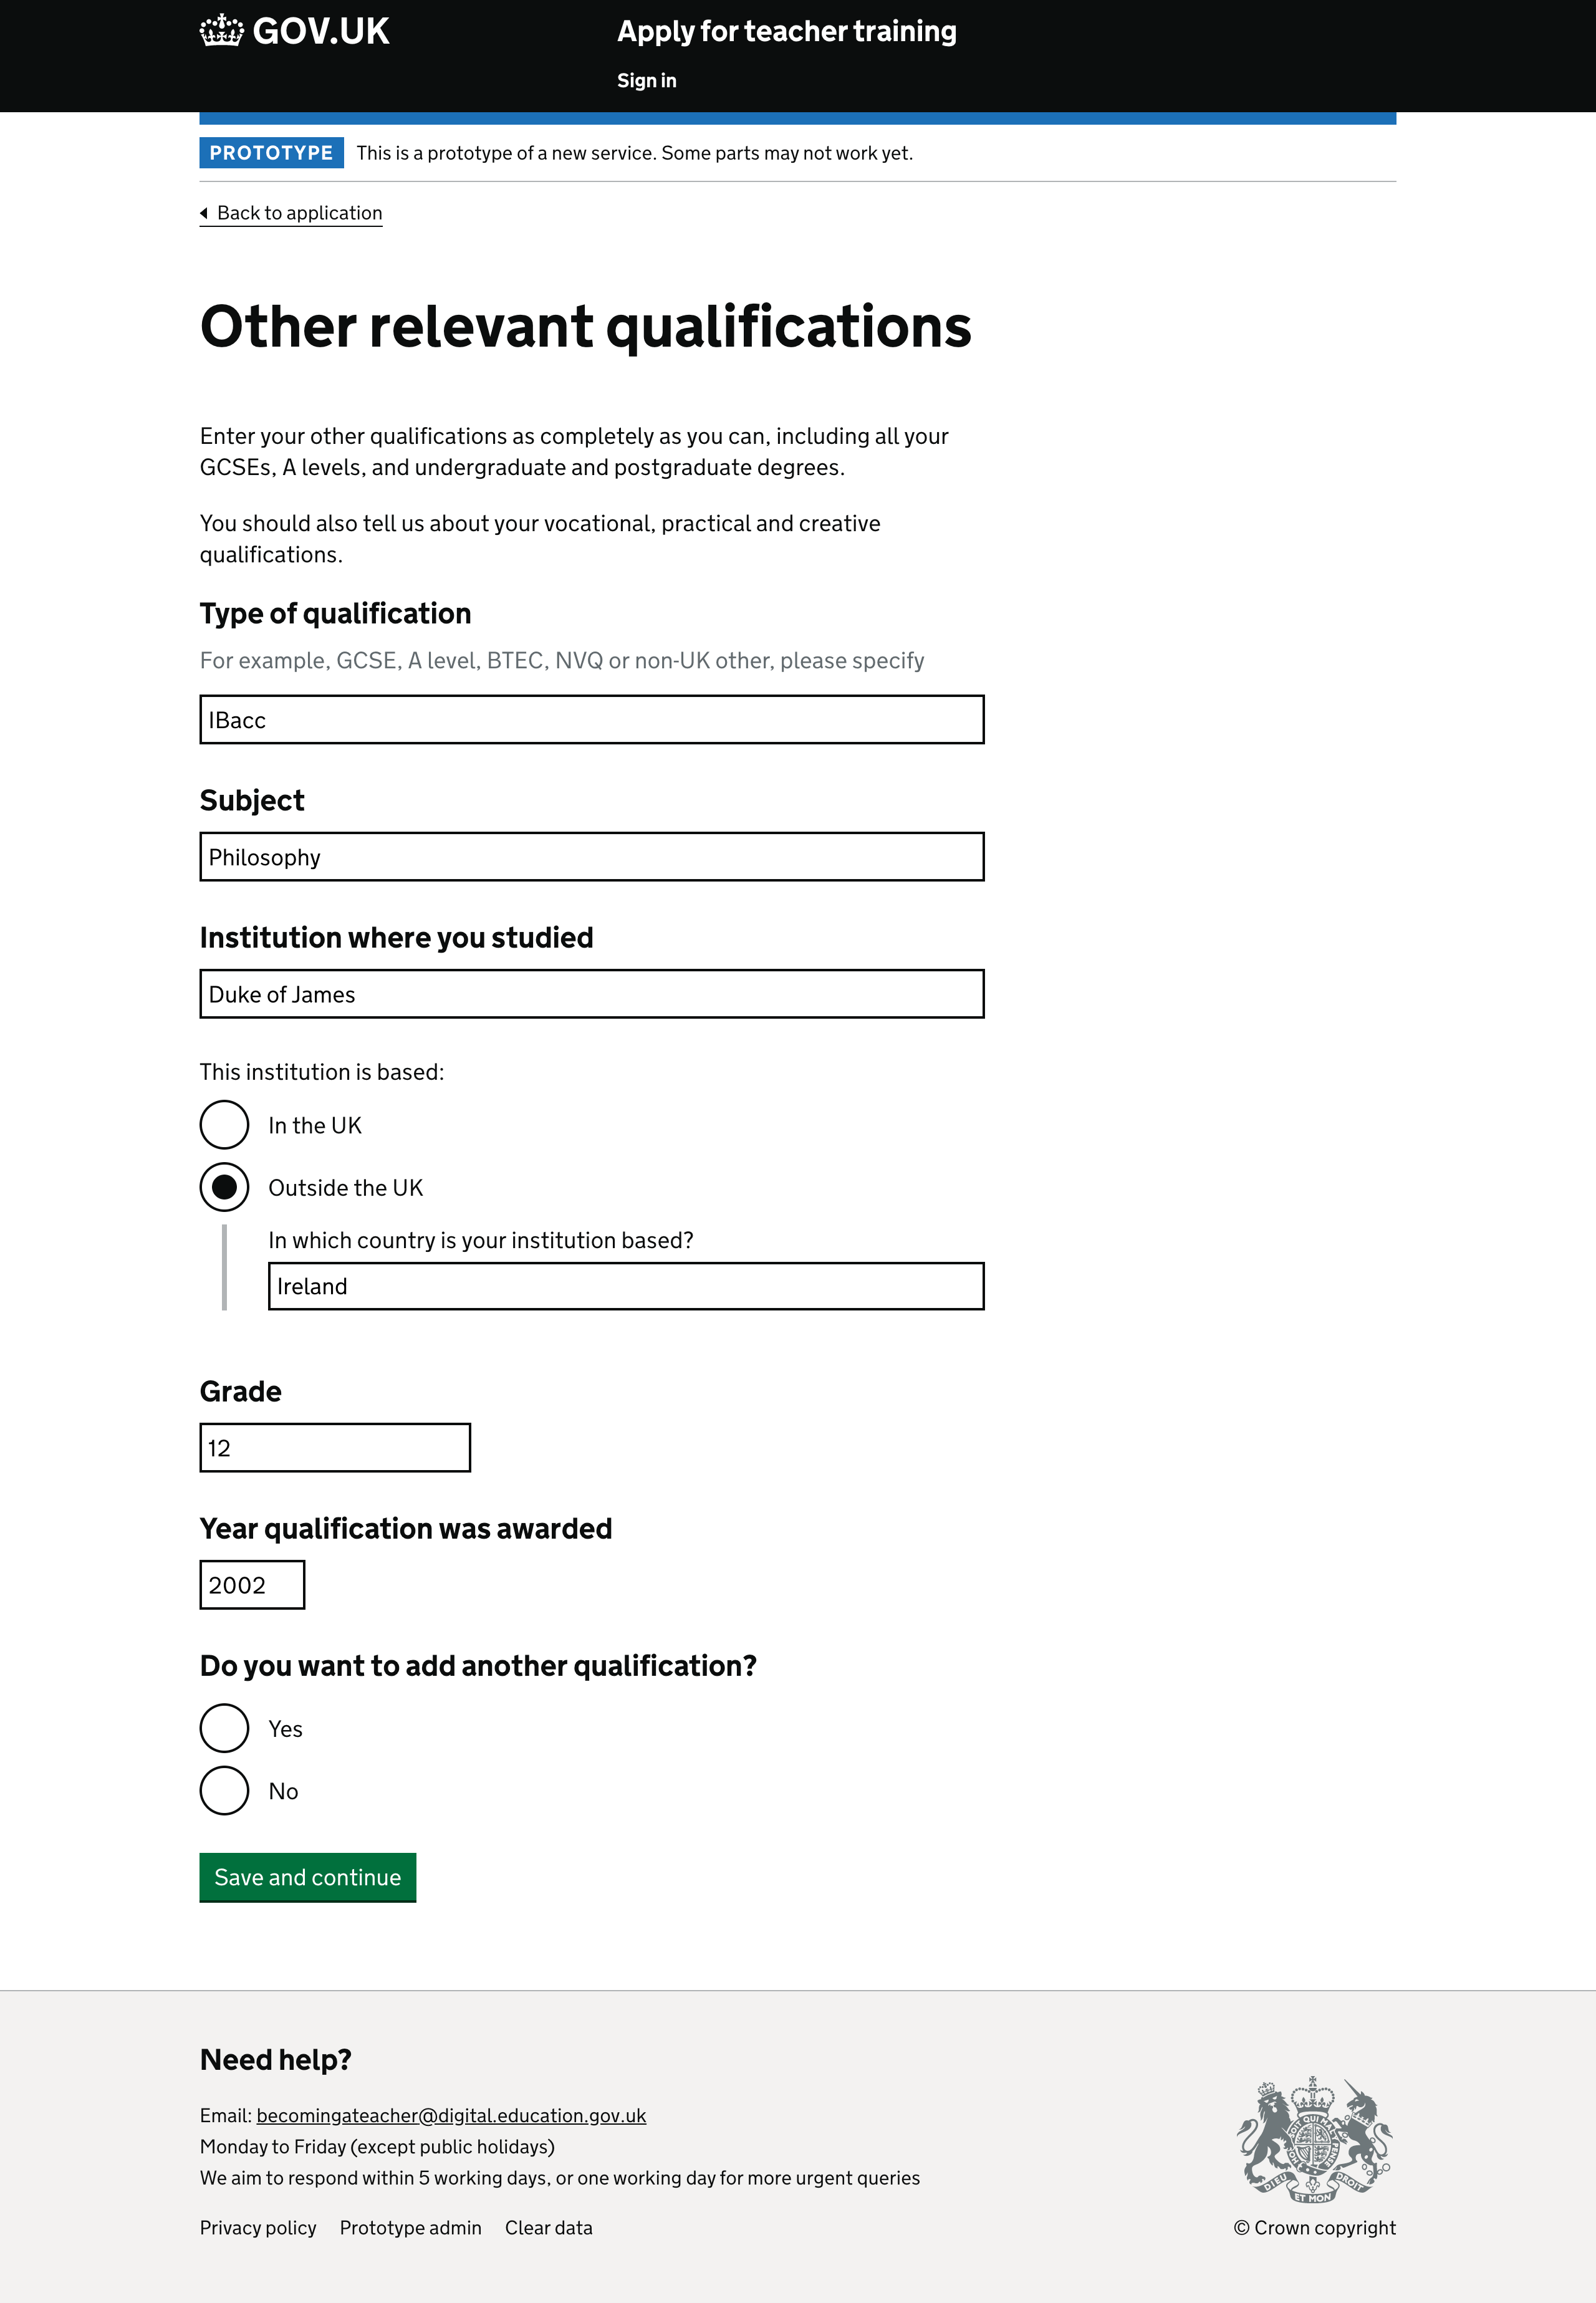 GOV.UK
Apply for teacher training
Sign in
PROTOTYPE This is a prototype of a new service. Some parts may not work yet.
Back to application
Other relevant qualifications
Enter your other qualifications as completely as you can, including all your
GCSEs, A levels, and undergraduate and postgraduate degrees.
You should also tell us about your vocational, practical and creative
qualifications.
Type of qualification
For example, GCSE, A level, BTEC, NVQ or non-UK other, please specify
IBacc
Subject
Philosophy
Institution where you studied
Duke of James
This institution is based:
In the UK
Outside the UK
In which country is your institution based?
Ireland
Grade
12
Year qualification was awarded
2002
Do you want to add another qualification?
Yes
No
Save and continue
Need help?
Email: becomingateacher@digital.education.gov.uk
Monday to Friday (except public holidays)
We aim to respond within 5 working days, or one working day for more urgent queries
Privacy policy Prototype admin Clear data
DIEU ET MON DROIT
© Crown copyright